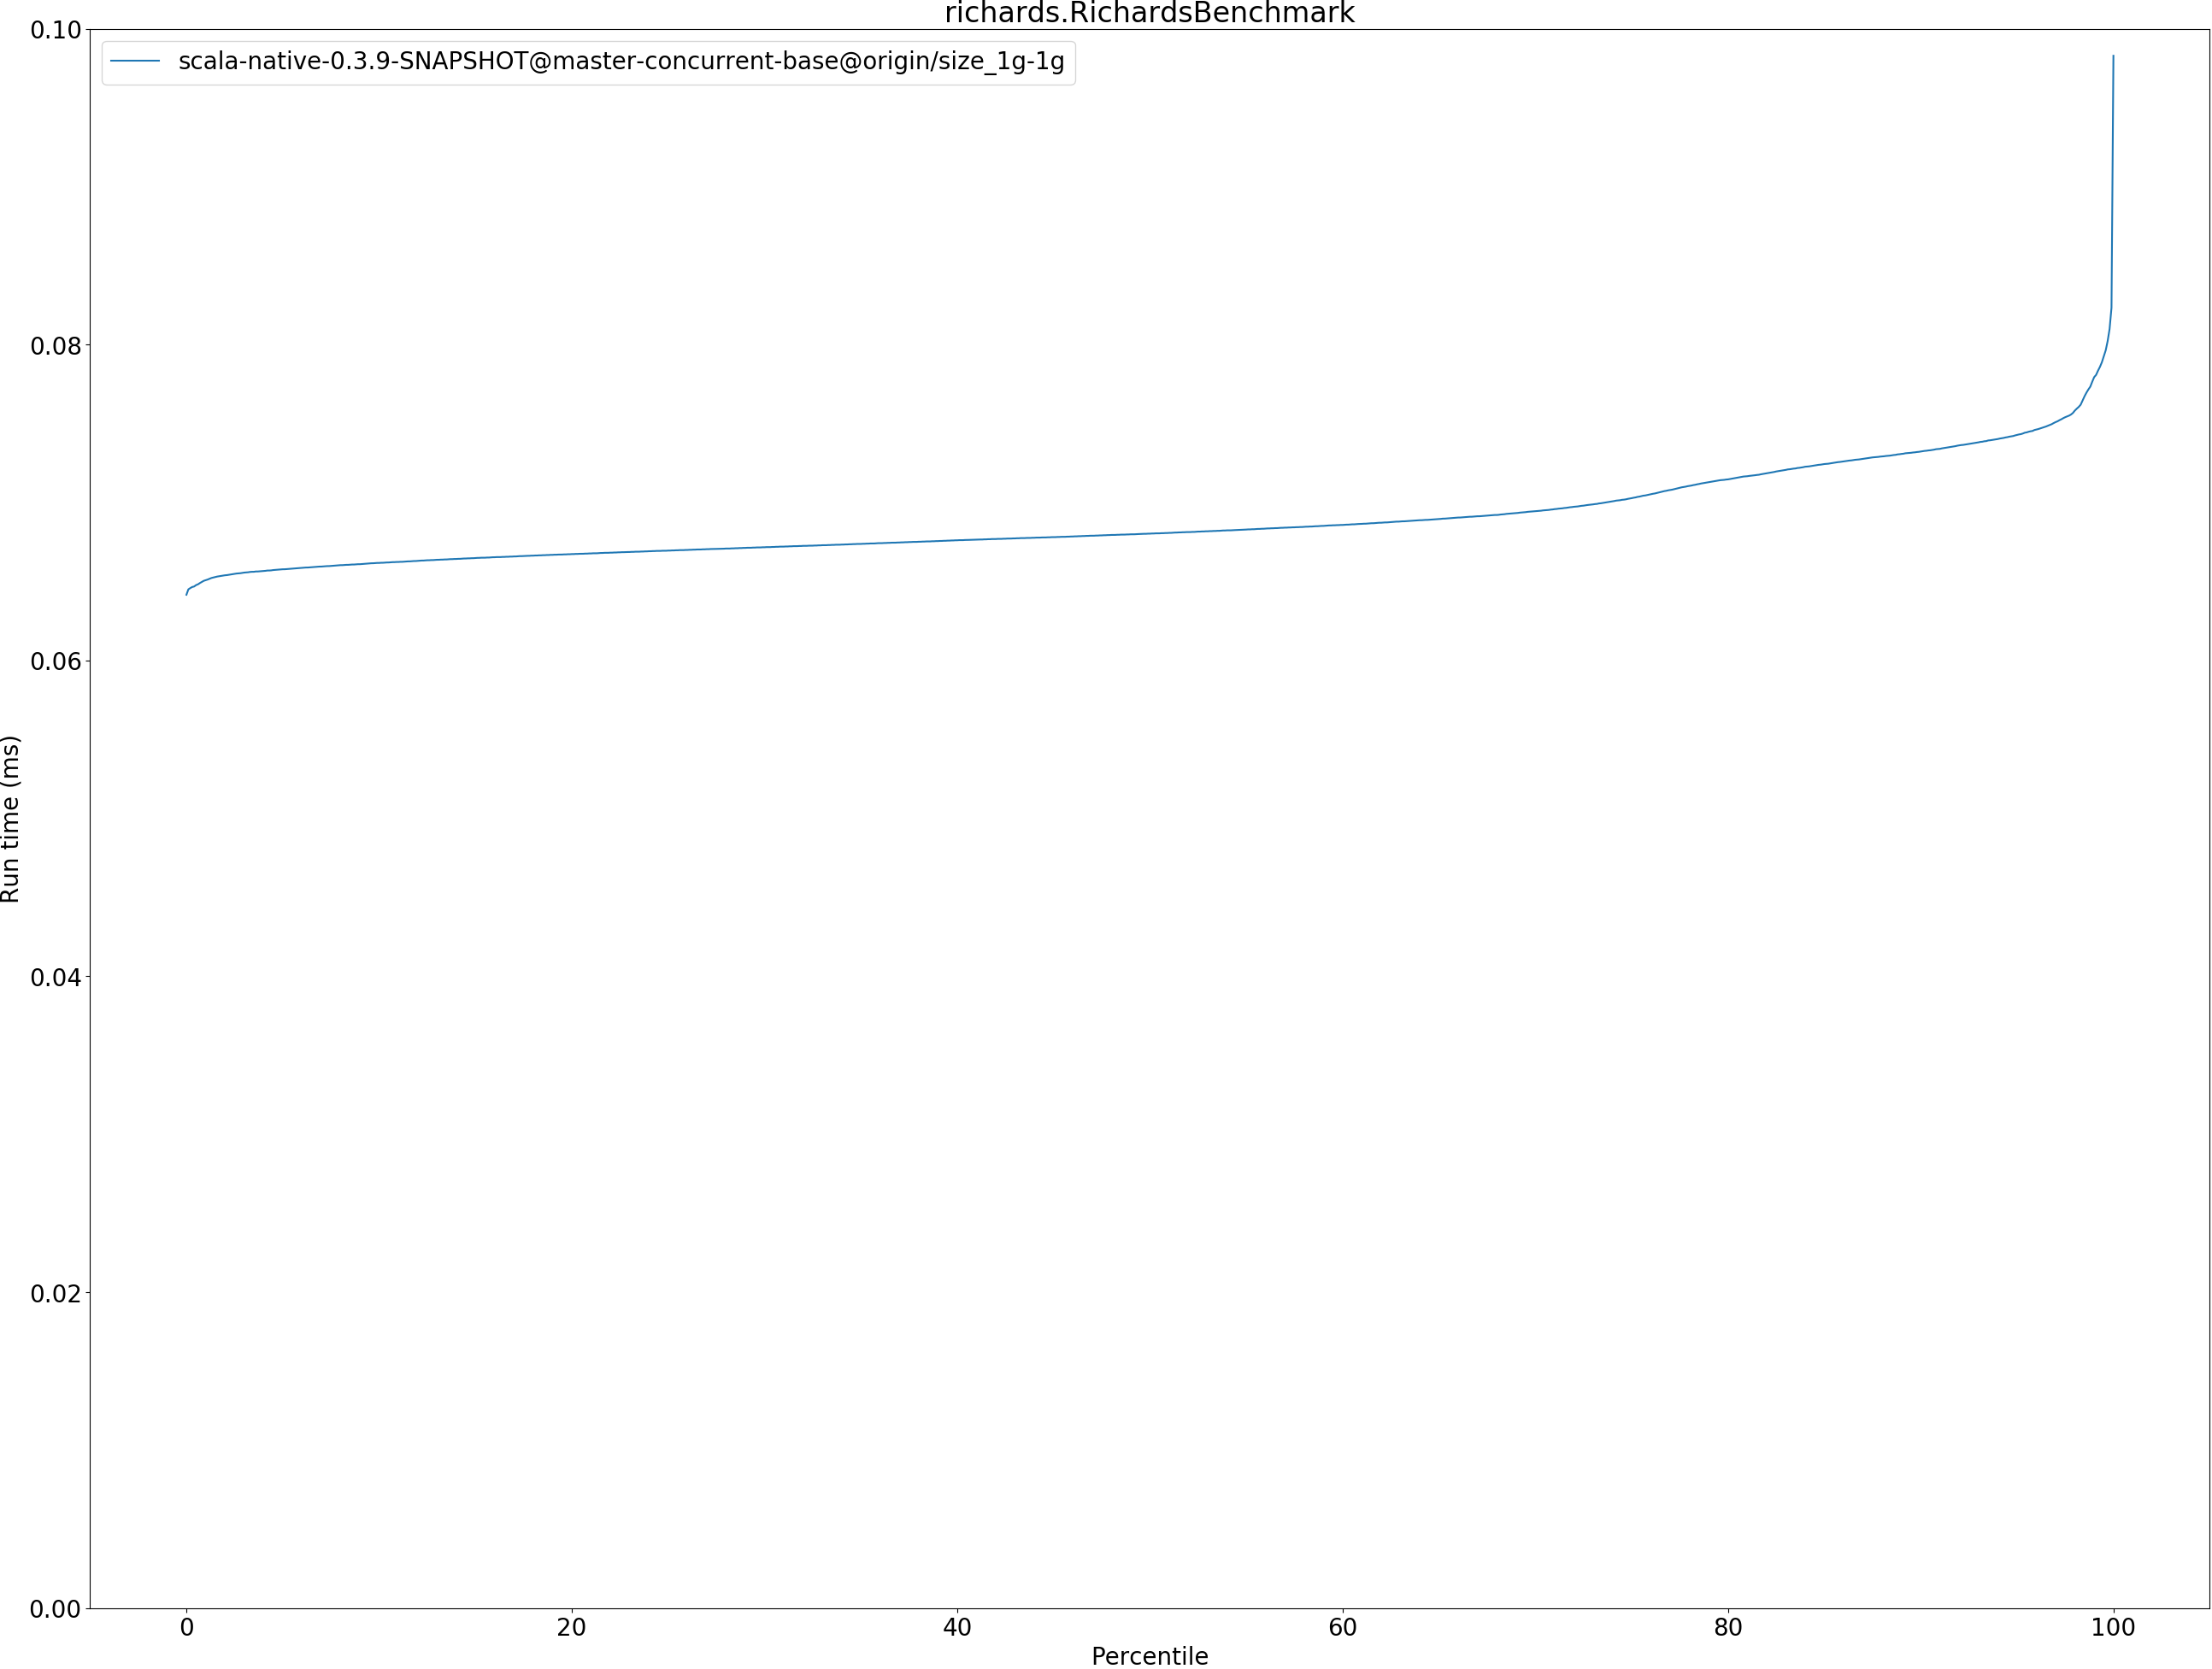 richards.RichardsBenchmark
scala-native-0.3.9-SNAPSHOT@master-concurrent-base@origin/size_1g-1g
0.10
0.08
0.06
0.04
0.02
0.00
Run time (ms)
0 20 40 60 80 100
Percentile